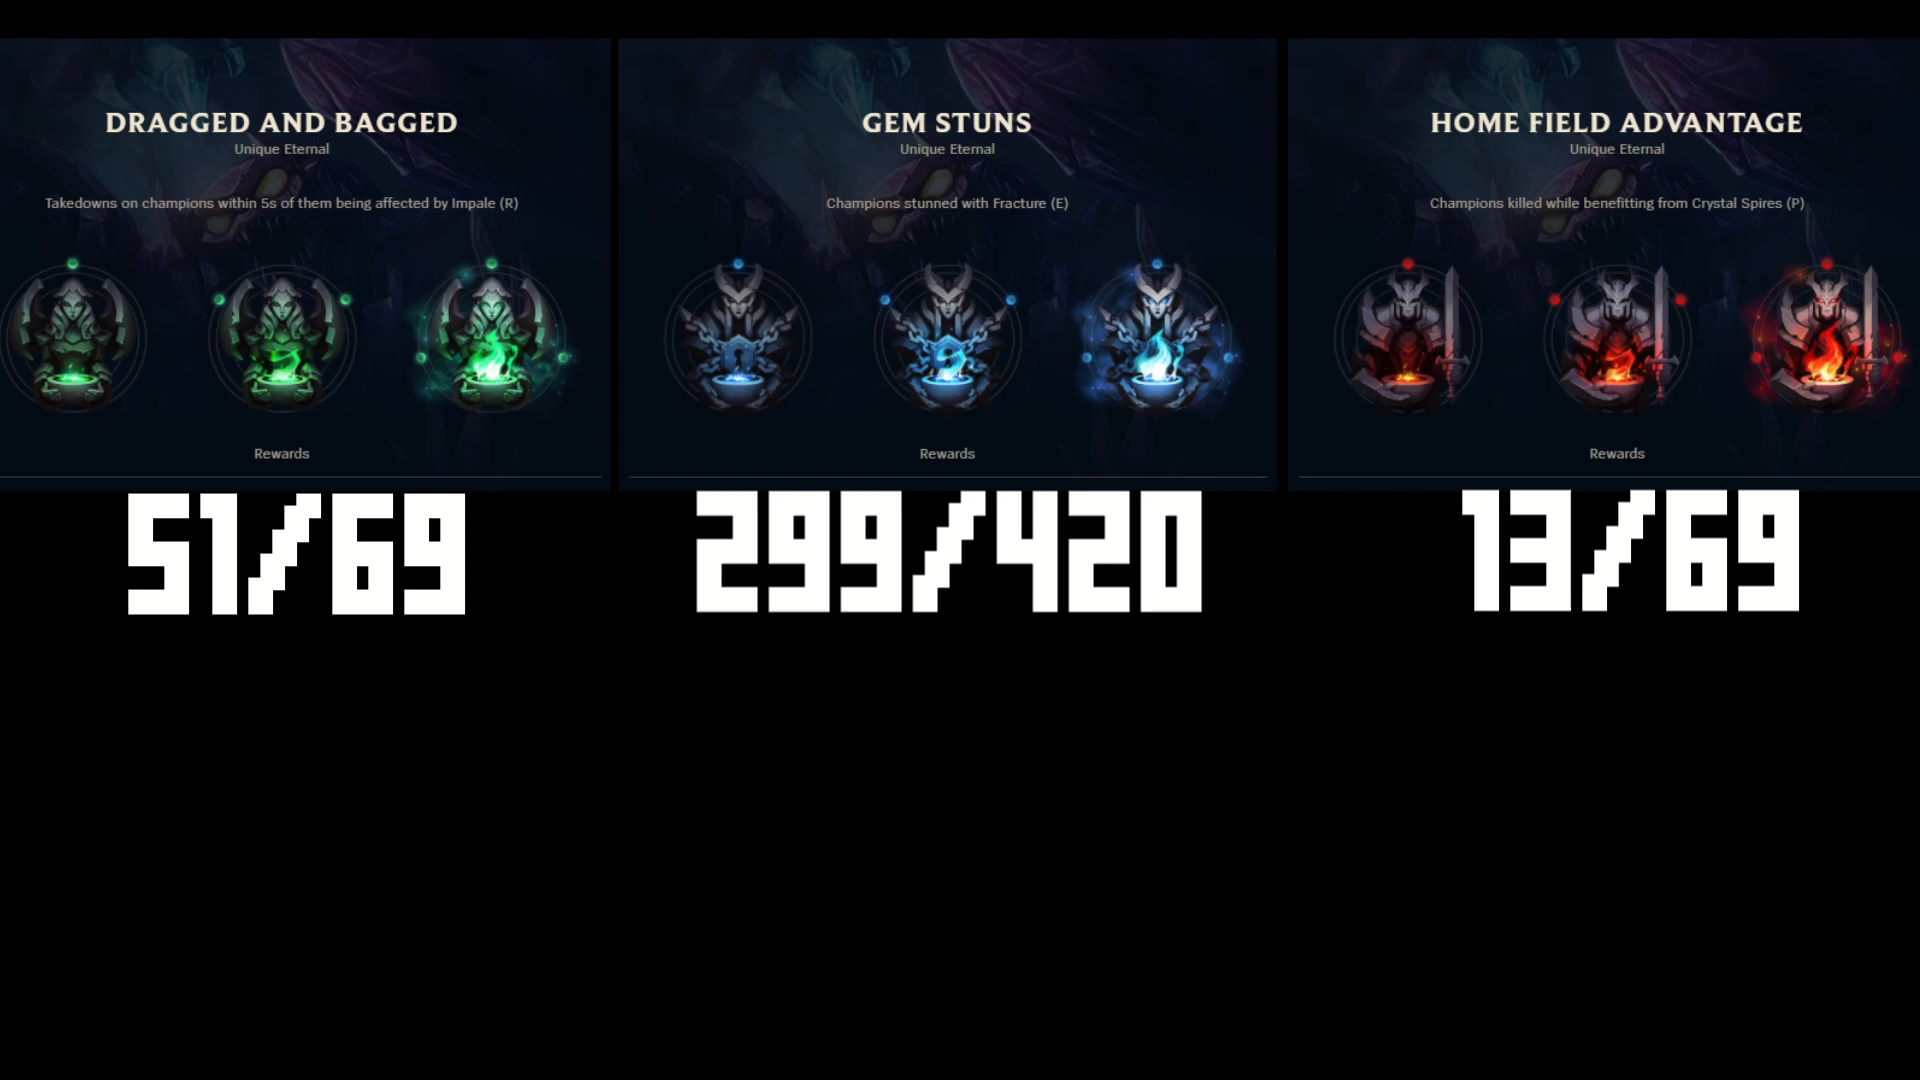 DRAGGED AND BAGGED
Unique Eternal
Takedowns on champions within 5s of them being affected by Impale (R)
Rewards
51/69
GEM STUNS
Unique Eternal
Champions stunned with Fracture (E)
Rewards
299/420
HOME FIELD ADVANTAGE
Unique Eternal
Champions killed while benefitting from Crystal Spires (P)
Rewards
13/69